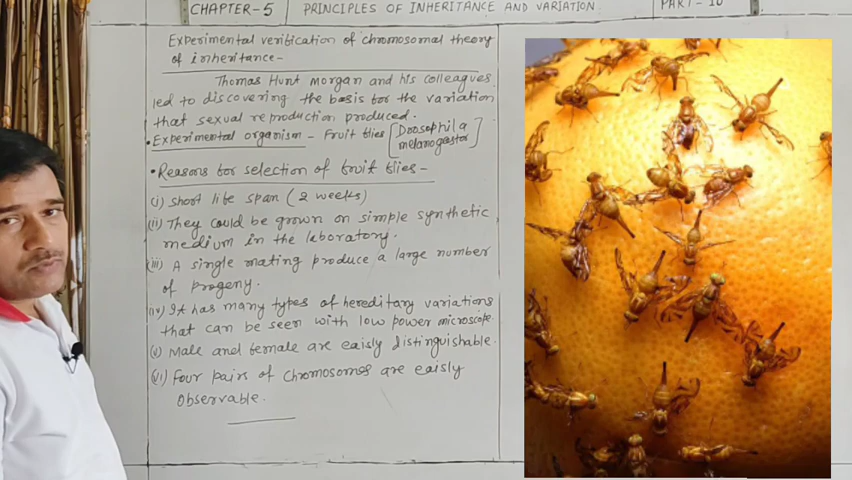 CHAPTER-5 PRINCIPLES OF INHERITANCE AND VARIATION. PART-10
Experimental verification of chromosomal theory
of inheritance-
Thomas Hunt Morgan and his colleagues
led to discovering the basis for the variation
that sexual reproduction produced.
• Experimental organism - Fruit flies [Drosophila
melanogaster]
• Reasons for selection of fruit flies-
(i) Short life span (2 weeks)
(ii) They could be grown on simple synthetic
medium in the laboratory.
(iii) A single mating produce a large number
of progeny.
(iv) It has many types of hereditary variations
that can be seen with low power microscope.
(v) Male and female are eaisly distinguishable.
(vi) Four pairs of chromosomes are eaisly
observable.